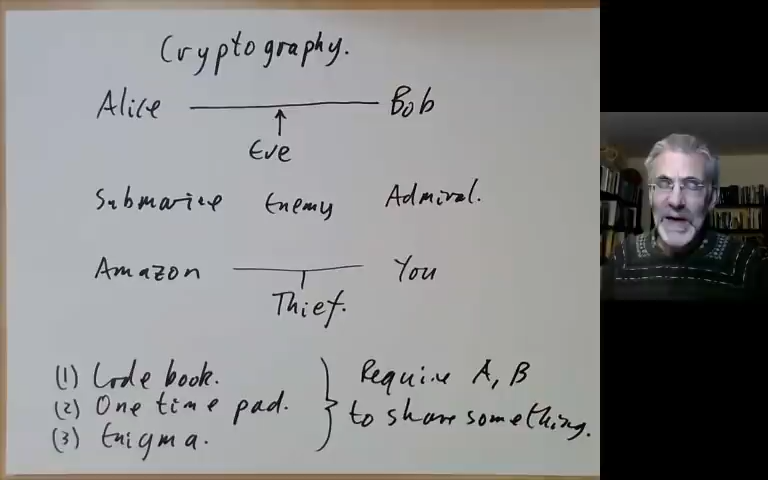 Cryptography.
Alice Bob
Eve
Submarine Enemy Admiral.
Amazon You
Thief.
(1) Code book.
(2) One time pad.
(3) Enigma.
Require A, B
to share something.